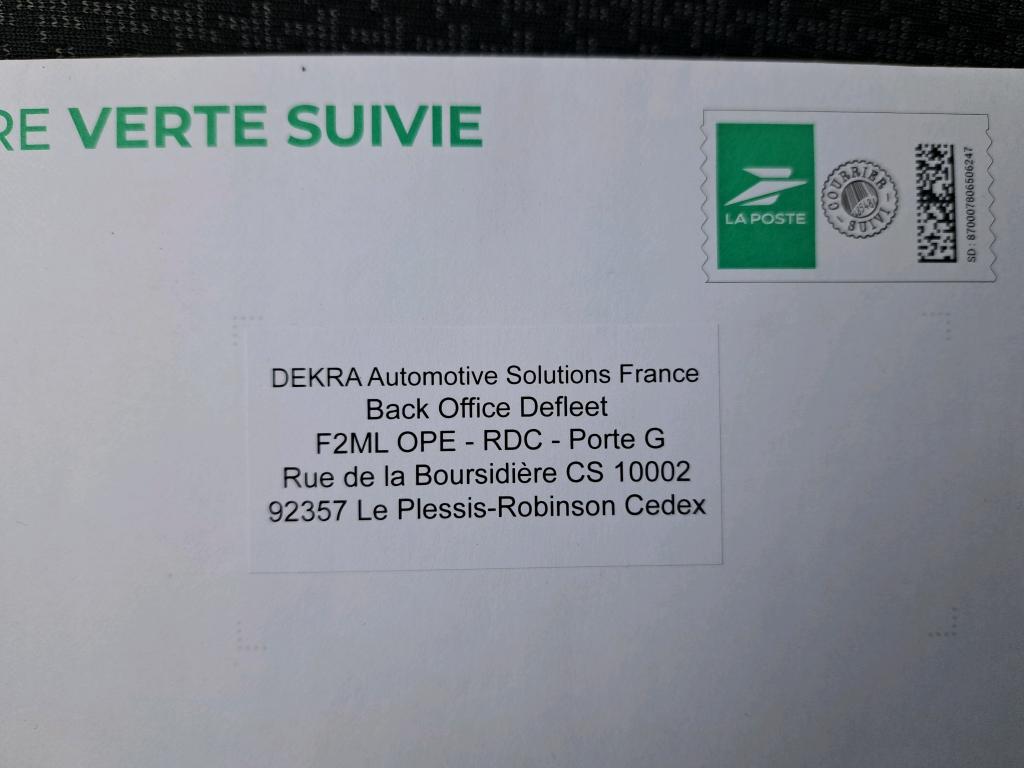 RE VERTE SUIVIE
LA POSTE
COURRIER
SUIVI
SD : 870007806506247
DEKRA Automotive Solutions France
Back Office Defleet
F2ML OPE - RDC - Porte G
Rue de la Boursidière CS 10002
92357 Le Plessis-Robinson Cedex